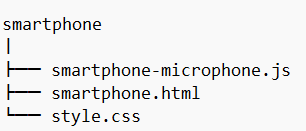 smartphone
|
├── smartphone-microphone.js
├── smartphone.html
└── style.css